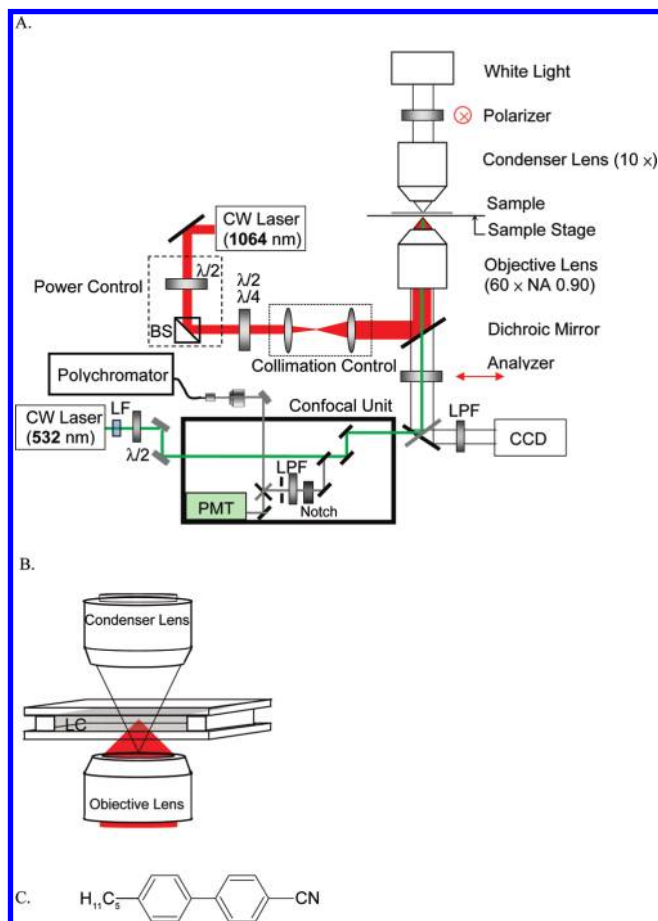 A.
White Light
Polarizer
Condenser Lens (10 x)
Sample
Sample Stage
CW Laser
(1064 nm)
Objective Lens
(60 x NA 0.90)
Power Control
λ/2
λ/2
λ/4
BS
Dichroic Mirror
Collimation Control
Analyzer
Polychromator
Confocal Unit
LPF
CW Laser
(532 nm)
LF
λ/2
CCD
LPF
PMT
Notch
B.
Condenser Lens
LC
Objective Lens
C.
H11C5
CN